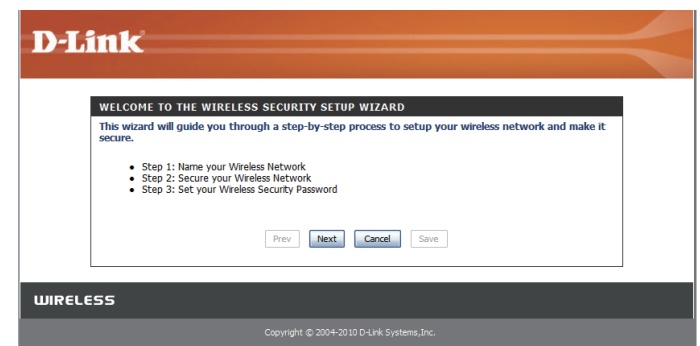 D-Link
WELCOME TO THE WIRELESS SECURITY SETUP WIZARD
This wizard will guide you through a step-by-step process to setup your wireless network and make it
secure.
• Step 1: Name your Wireless Network
• Step 2: Secure your Wireless Network
• Step 3: Set your Wireless Security Password
Prev Next Cancel Save
WIRELESS
Copyright © 2004-2010 D-Link Systems,Inc.